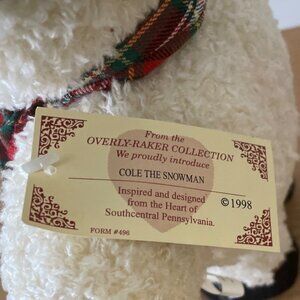 From the
OVERLY-RAKER COLLECTION
We proudly introduce
COLE THE SNOWMAN
Inspired and designed
from the Heart of
Southcentral Pennsylvania.
©1998
FORM #496